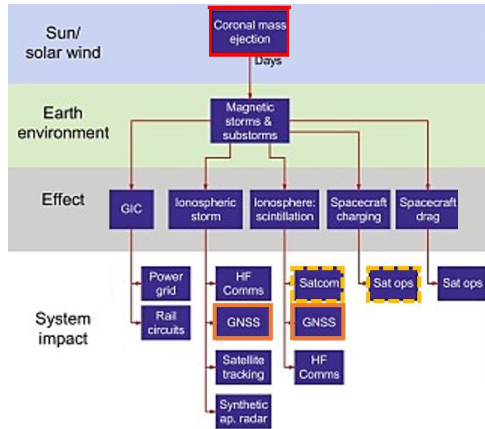 Sun/
solar wind
Coronal mass
ejection
Days
Earth
environment
Magnetic
storms &
substorms
Effect
GIC
Ionospheric
storm
Ionosphere:
scintillation
Spacecraft
charging
Spacecraft
drag
System
impact
Power
grid
Rail
circuits
HF
Comms
GNSS
Satellite
tracking
Synthetic
ap. radar
Satcom
GNSS
HF
Comms
Sat ops
Sat ops